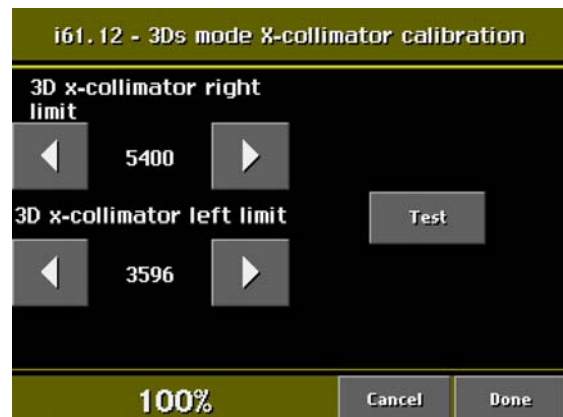 i61.12 - 3Ds mode X-collimator calibration
3D x-collimator right
limit
5400
3D x-collimator left limit
Test
3596
100%
Cancel
Done